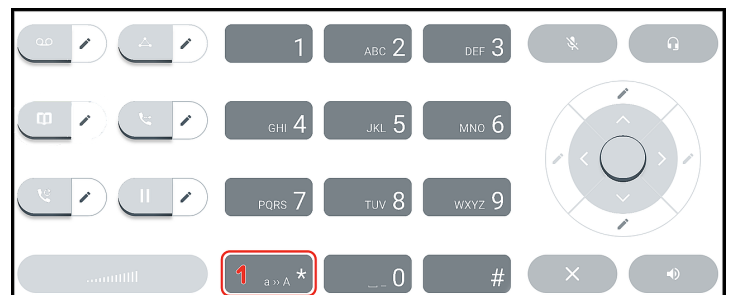 1 ABC 2 DEF 3
GHI 4 JKL 5 MNO 6
PQRS 7 TUV 8 WXYZ 9
1 a»A * _ 0 #